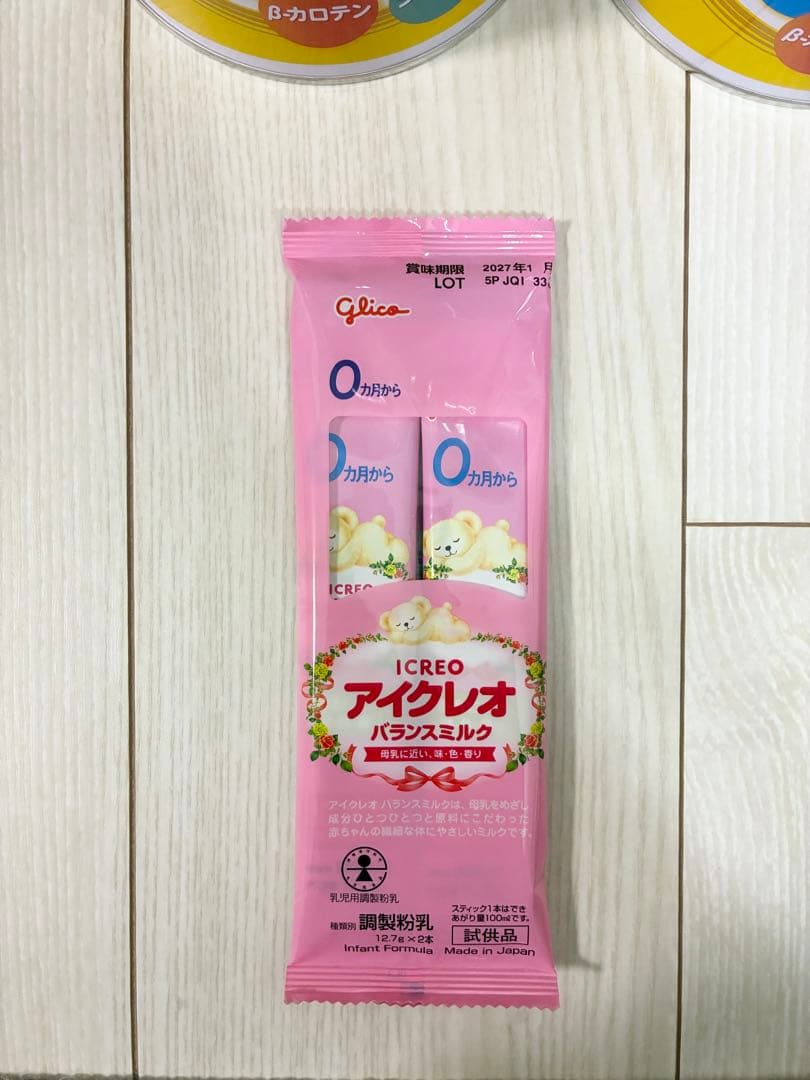 β-カロテン
賞味期限 2027年1 月
LOT 5P JQ1 33
glico
0カ月から
0カ月から
0カ月から
ICREO
ICREO
アイクレオ
バランスミルク
母乳に近い、味・色・香り
アイクレオ バランスミルクは、母乳をめざし
成分ひとつひとつと原料にこだわった
赤ちゃんの繊細な体にやさしいミルクです。
乳児用調製粉乳
スティック1本はでき
あがり量100mlです。
種類別 調製粉乳
12.7g×2本
試供品
Infant Formula
Made in Japan